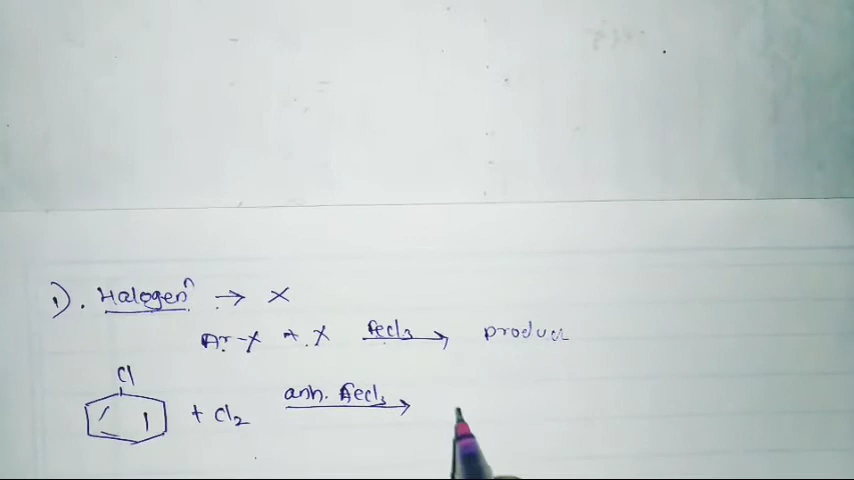 1). Halogenⁿ → X
Ar-X + X FeCl3 → product
Cl
+ Cl2 anh. FeCl3 →